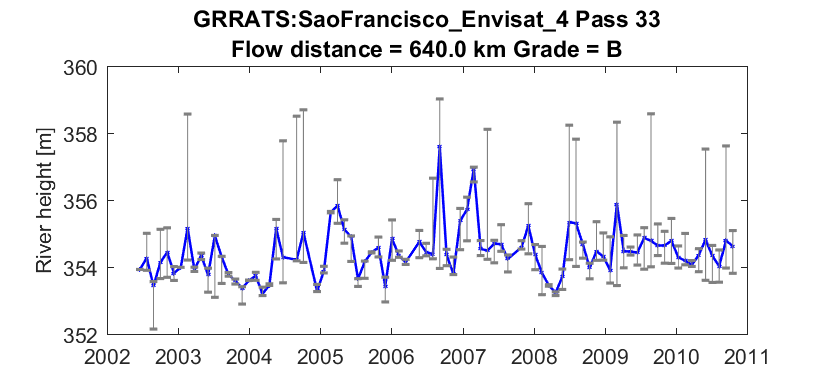 GRRATS:SaoFrancisco_Envisat_4 Pass 33
Flow distance = 640.0 km Grade = B
River height [m]
360
358
356
354
352
2002 2003 2004 2005 2006 2007 2008 2009 2010 2011